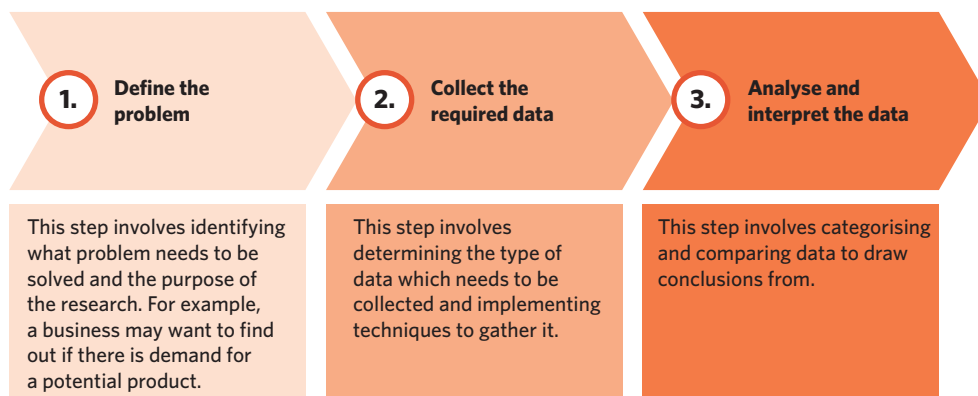 1.
Define the
problem
2.
Collect the
required data
3.
Analyse and
interpret the data
This step involves identifying
what problem needs to be
solved and the purpose of
the research. For example,
a business may want to find
out if there is demand for
a potential product.
This step involves
determining the type of
data which needs to be
collected and implementing
techniques to gather it.
This step involves categorising
and comparing data to draw
conclusions from.